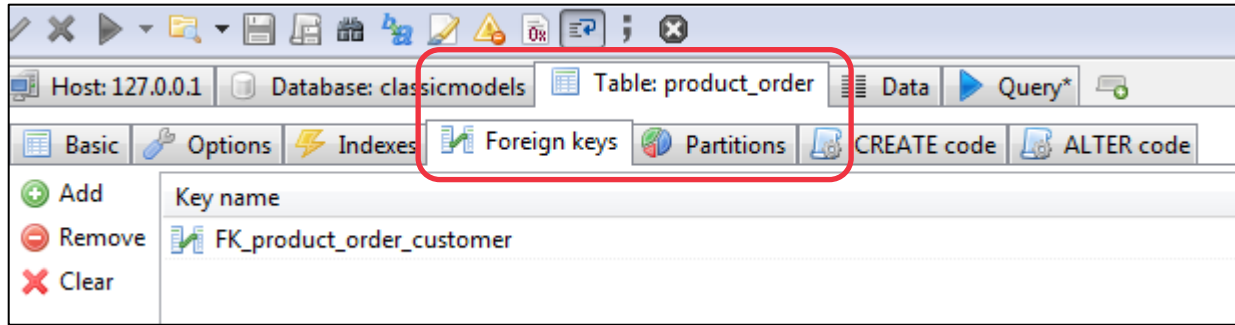 Host: 127.0.0.1 Database: classicmodels Table: product_order Data Query*
Basic Options Indexes Foreign keys Partitions CREATE code ALTER code
Add Key name
Remove FK_product_order_customer
Clear